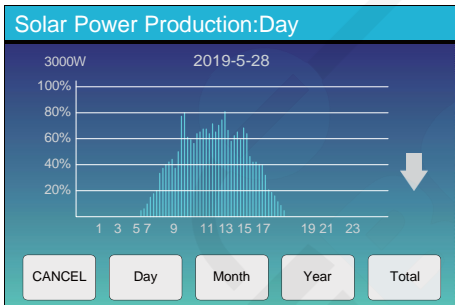 Solar Power Production:Day
3000W 2019-5-28
100%
80%
60%
40%
20%
1 3 5 7 9 11 13 15 17 19 21 23
CANCEL Day Month Year Total